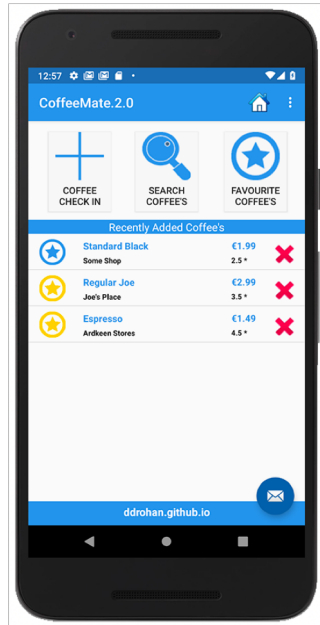 12:57
CoffeeMate.2.0
COFFEE
CHECK IN
SEARCH
COFFEE'S
FAVOURITE
COFFEE'S
Recently Added Coffee's
Standard Black €1.99
Some Shop 2.5 *
Regular Joe €2.99
Joe's Place 3.5 *
Espresso €1.49
Ardkeen Stores 4.5 *
ddrohan.github.io